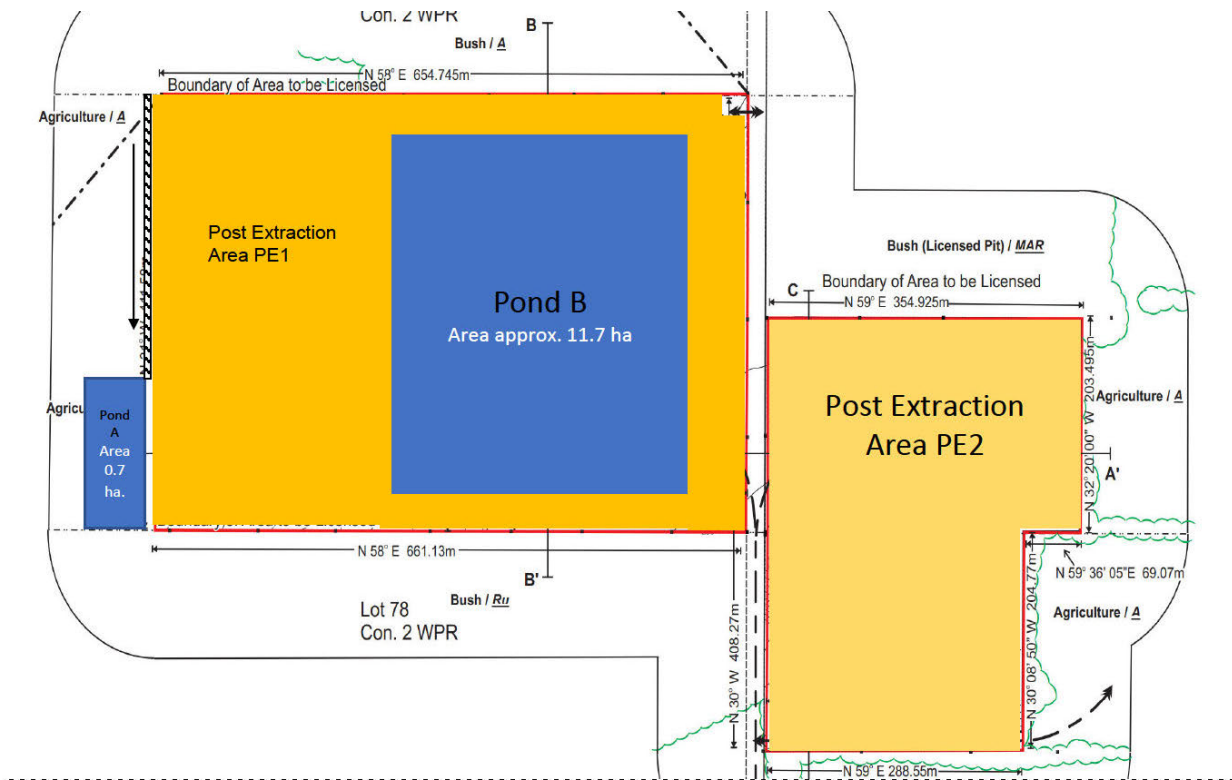 Con. 2 WPR
B
Bush / A
N 58° E 654.745m
Boundary of Area to be Licensed
Agriculture / A
Post Extraction
Area PE1
Pond B
Area approx. 11.7 ha
Bush (Licensed Pit) / MAR
Boundary of Area to be Licensed
C
N 59° E 354.925m
N 32° 20' 00" W 203.495m
Agriculture / A
Post Extraction
Area PE2
Pond
A
Area
0.7
ha.
A'
N 58° E 661.13m
B'
Bush / Ru
Lot 78
Con. 2 WPR
N 30° W 408.27m
N 59° 36' 05"E 69.07m
N 30° 08' 50" W 204.77m
Agriculture / A
N 59° E 288.55m